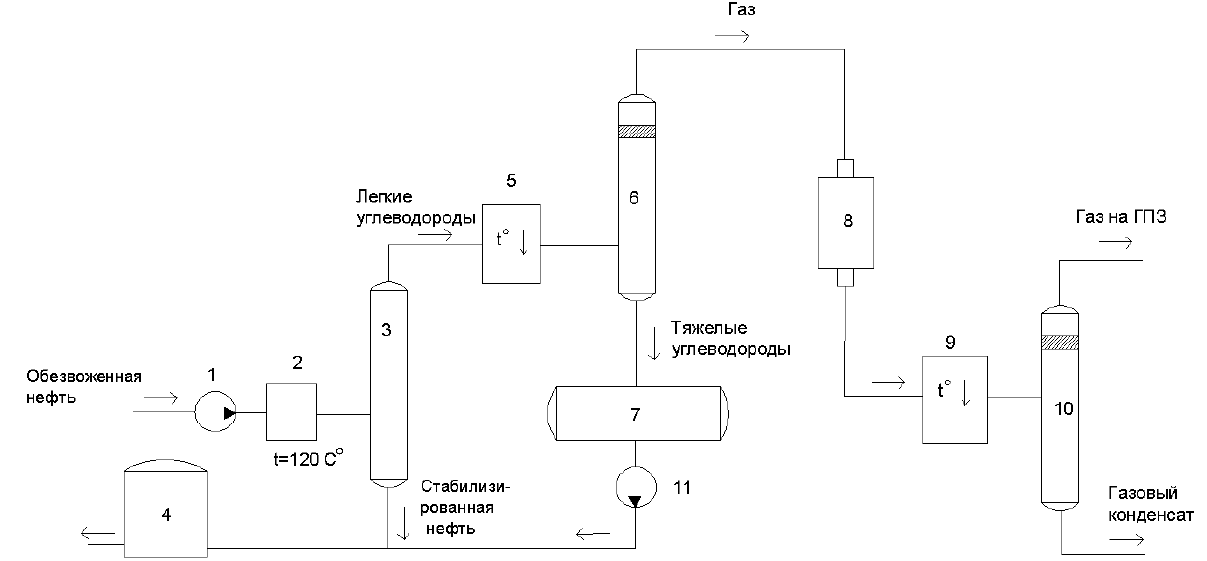 Газ
5
Легкие
углеводороды
t° ↓
6
8
Газ на ГПЗ
3
Тяжелые
углеводороды
9
Обезвоженная
нефть
1
2
7
t°
10
t=120 C°
Стабилизи-
рованная
нефть
11
4
Газовый
конденсат